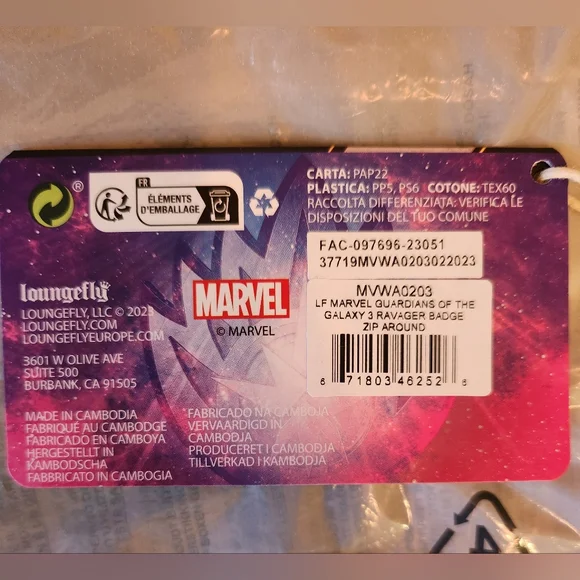 ®
FR
ÉLÉMENTS
D'EMBALLAGE
CARTA: PAP22
PLASTICA: PP5, PS6 COTONE: TEX60
RACCOLTA DIFFERENZIATA: VERIFICA LE
DISPOSIZIONI DEL TUO COMUNE
FAC-097696-23051
37719MVWA0203022023
loungefly
LOUNGEFLY, LLC © 2023
LOUNGEFLY.COM
LOUNGEFLYEUROPE.COM
3601 W OLIVE AVE
SUITE 500
BURBANK, CA 91505
MARVEL
© MARVEL
MVWA0203
LF MARVEL GUARDIANS OF THE
GALAXY 3 RAVAGER BADGE
ZIP AROUND
6 71803 46252 6
MADE IN CAMBODIA
FABRIQUÉ AU CAMBODGE
FABRICADO EN CAMBOYA
HERGESTELLT IN
KAMBODSCHA
FABBRICATO IN CAMBOGIA
FABRICADO NA CAMBOJA
VERVAARDIGD IN
CAMBODJA
PRODUCERET I CAMBODJA
TILLVERKAD I KAMBODJA